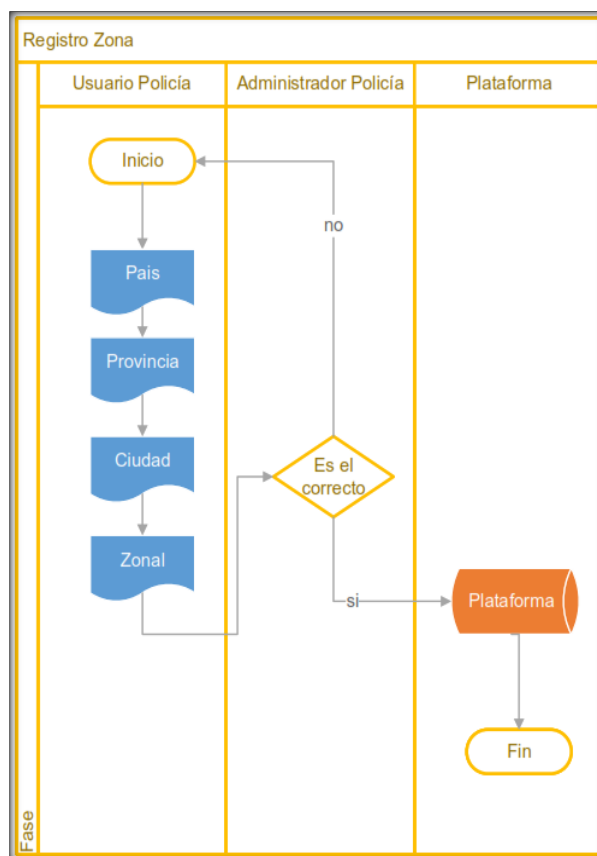 Registro Zona
Usuario Policía
Administrador Policía
Plataforma
Inicio
no
Pais
Provincia
Ciudad
Es el
correcto
Zonal
si
Plataforma
Fin
Fase